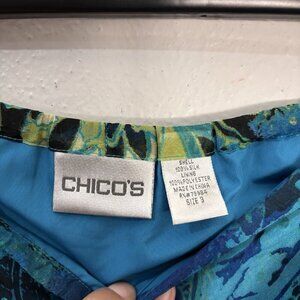 CHICO'S
SHELL
100% SILK
LINING
100% POLYESTER
MADE IN CHINA
SIZE 3